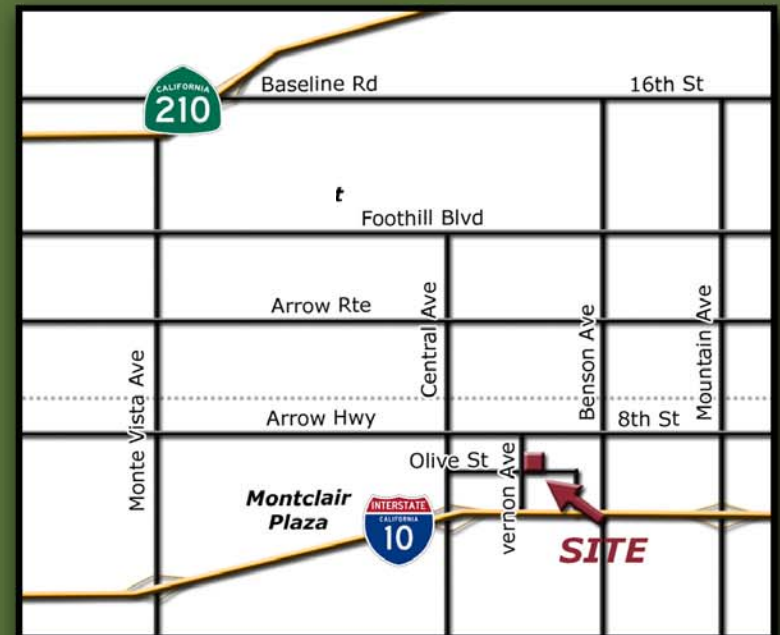 Baseline Rd
16th St
CALIFORNIA
210
t
Foothill Blvd
Arrow Rte
Central Ave
Benson Ave
Mountain Ave
Monte Vista Ave
Arrow Hwy
8th St
Olive St
vernon Ave
Montclair
Plaza
INTERSTATE
CALIFORNIA
10
SITE